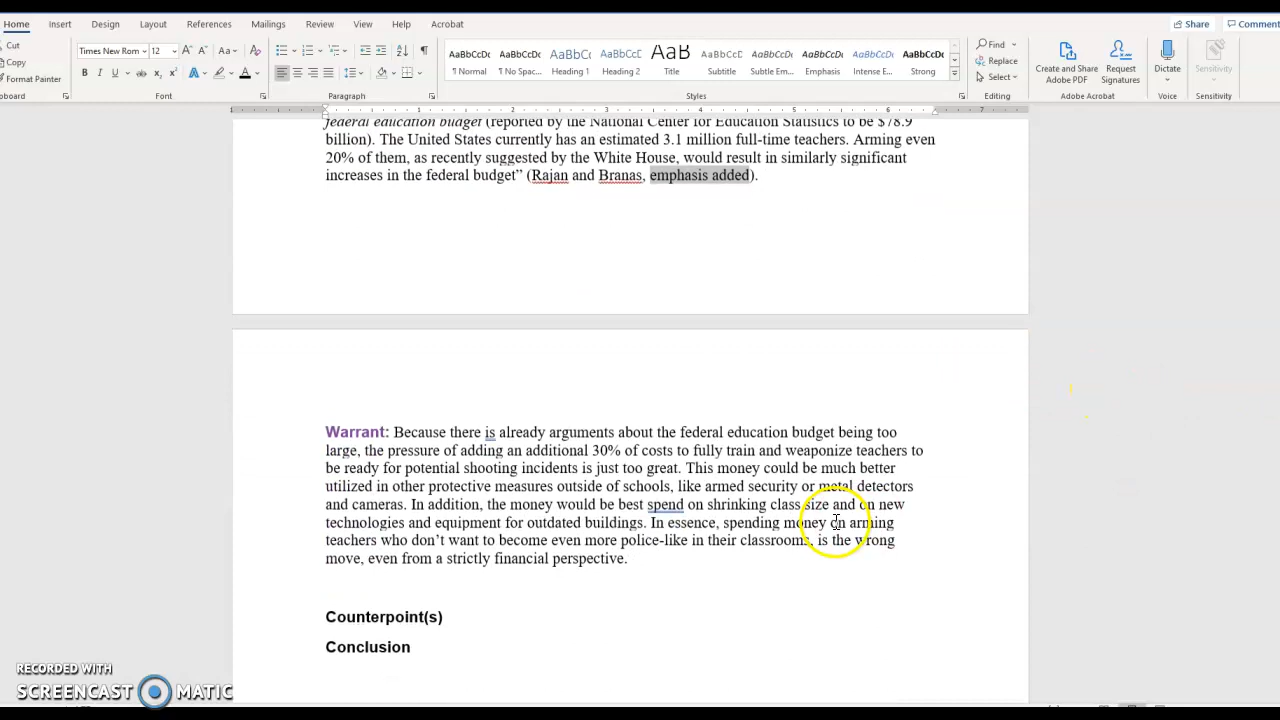 Home Insert Design Layout References Mailings Review View Help Acrobat Share Comment
Cut
Copy
Format Painter
Times New Rom 12 Aa
AaBbCcDc AaBbCcDc AaBbCc AaBbCcD AaB AaBbCcD AaBbCcDc AaBbCcDc AaBbCcDc AaBbCcDc
¶ Normal ¶ No Spac... Heading 1 Heading 2 Title Subtitle Subtle Em... Emphasis Intense E... Strong
Find
Replace
Select
Create and Share
Adobe PDF
Request
Signatures
Dictate
Sensitivity
board Font Paragraph Styles Editing Adobe Acrobat Voice Sensitivity
1 2 3 4 5 6 7
federal education budget (reported by the National Center for Education Statistics to be $78.9
billion). The United States currently has an estimated 3.1 million full-time teachers. Arming even
20% of them, as recently suggested by the White House, would result in similarly significant
increases in the federal budget” (Rajan and Branas, emphasis added).
Warrant: Because there is already arguments about the federal education budget being too
large, the pressure of adding an additional 30% of costs to fully train and weaponize teachers to
be ready for potential shooting incidents is just too great. This money could be much better
utilized in other protective measures outside of schools, like armed security or metal detectors
and cameras. In addition, the money would be best spend on shrinking class size and on new
technologies and equipment for outdated buildings. In essence, spending money on arming
teachers who don’t want to become even more police-like in their classrooms, is the wrong
move, even from a strictly financial perspective.
Counterpoint(s)
Conclusion
RECORDED WITH
SCREENCAST MATIC